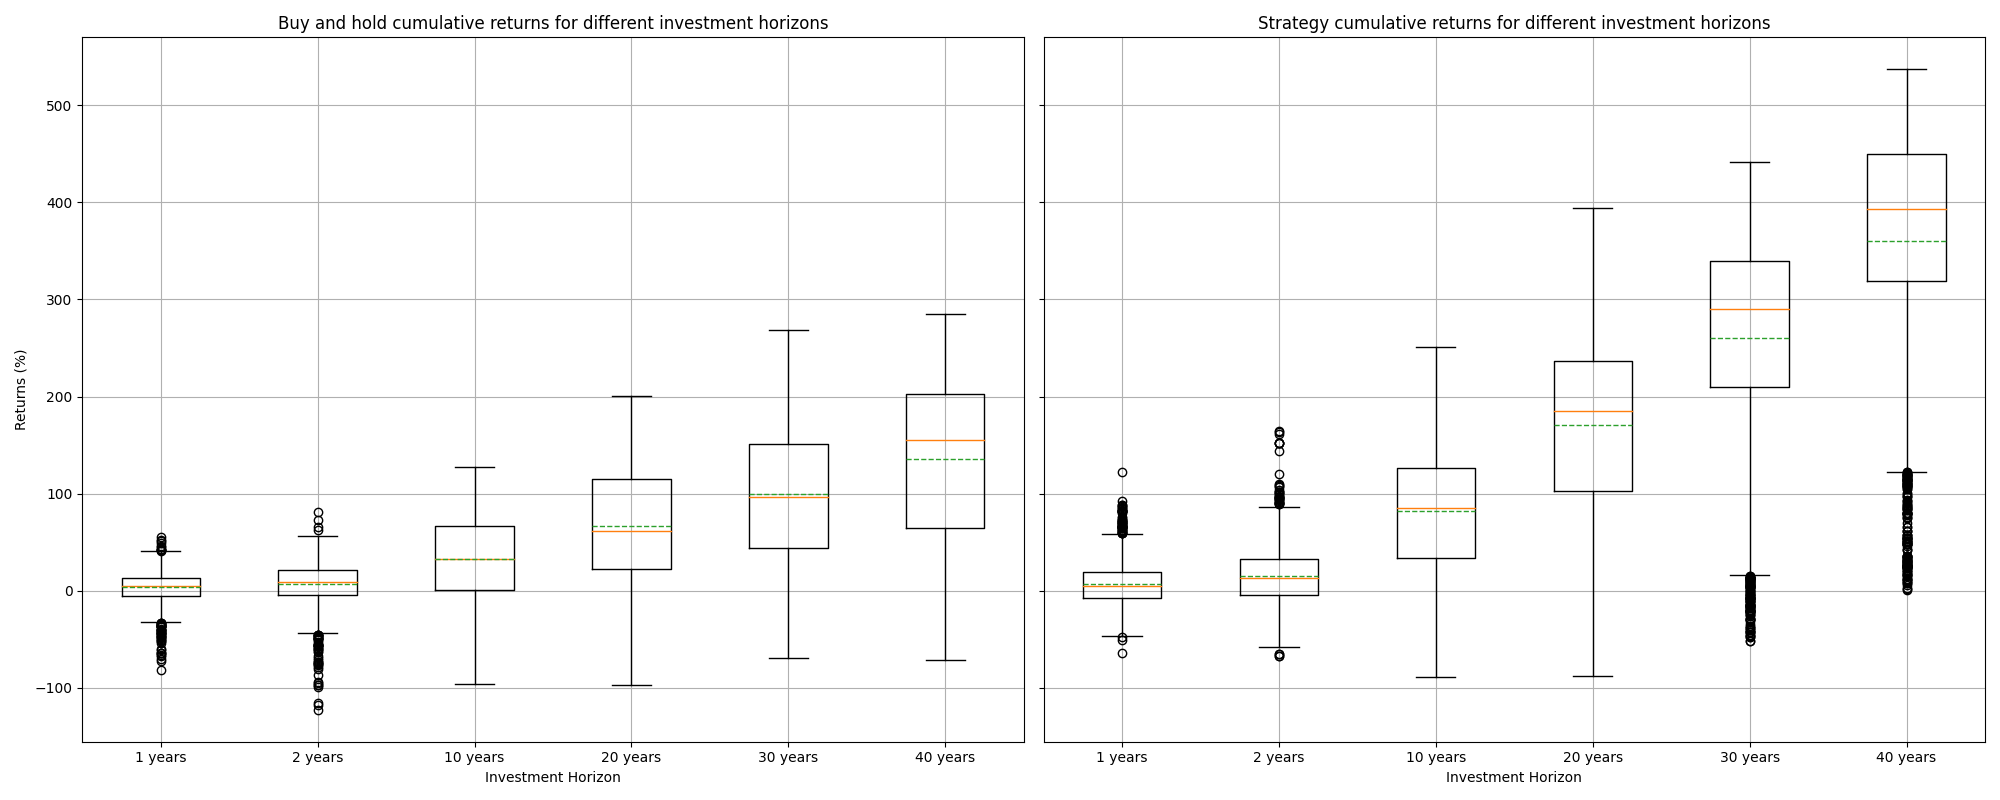 Buy and hold cumulative returns for different investment horizons
Strategy cumulative returns for different investment horizons
Returns (%)
500
400
300
200
100
0
−100
1 years
2 years
10 years
20 years
30 years
40 years
Investment Horizon
1 years
2 years
10 years
20 years
30 years
40 years
Investment Horizon